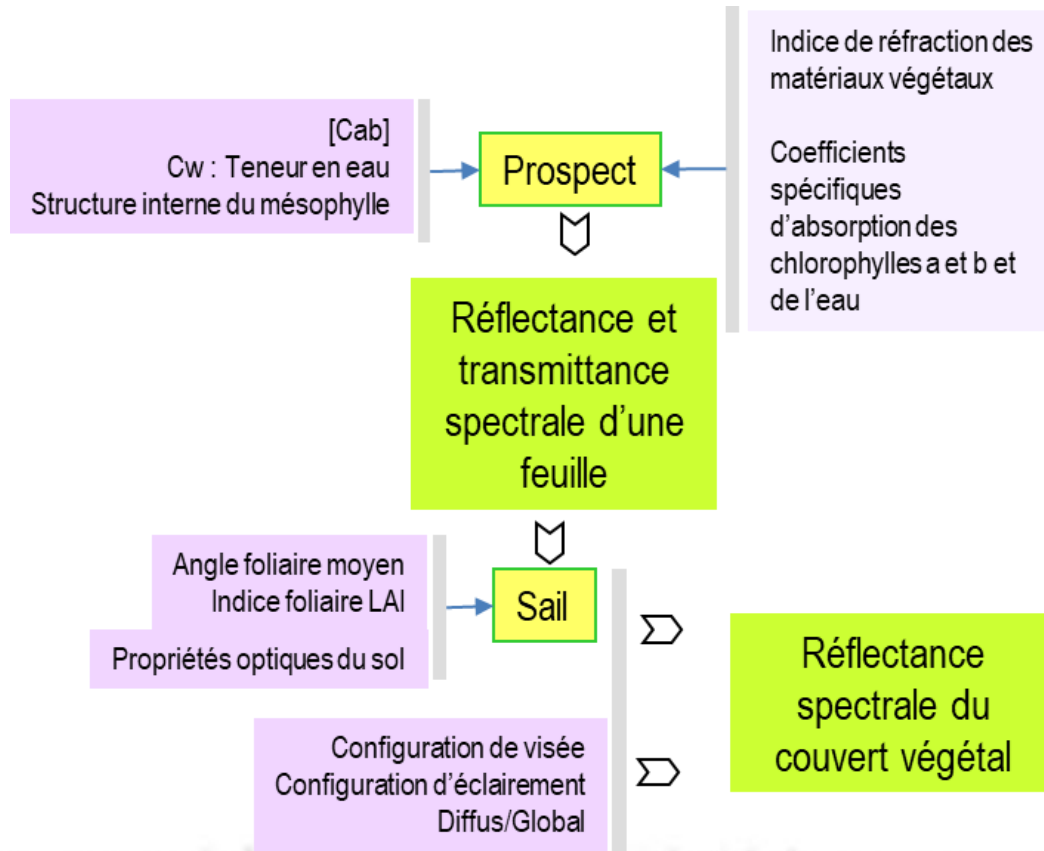 Indice de réfraction des
matériaux végétaux
Coefficients
spécifiques
d'absorption des
chlorophylles a et b et
de l'eau
[Cab]
Cw : Teneur en eau
Structure interne du mésophylle
Prospect
Réflectance et
transmittance
spectrale d'une
feuille
Angle foliaire moyen
Indice foliaire LAI
Propriétés optiques du sol
Sail
Configuration de visée
Configuration d'éclairement
Diffus/Global
Réflectance
spectrale du
couvert végétal